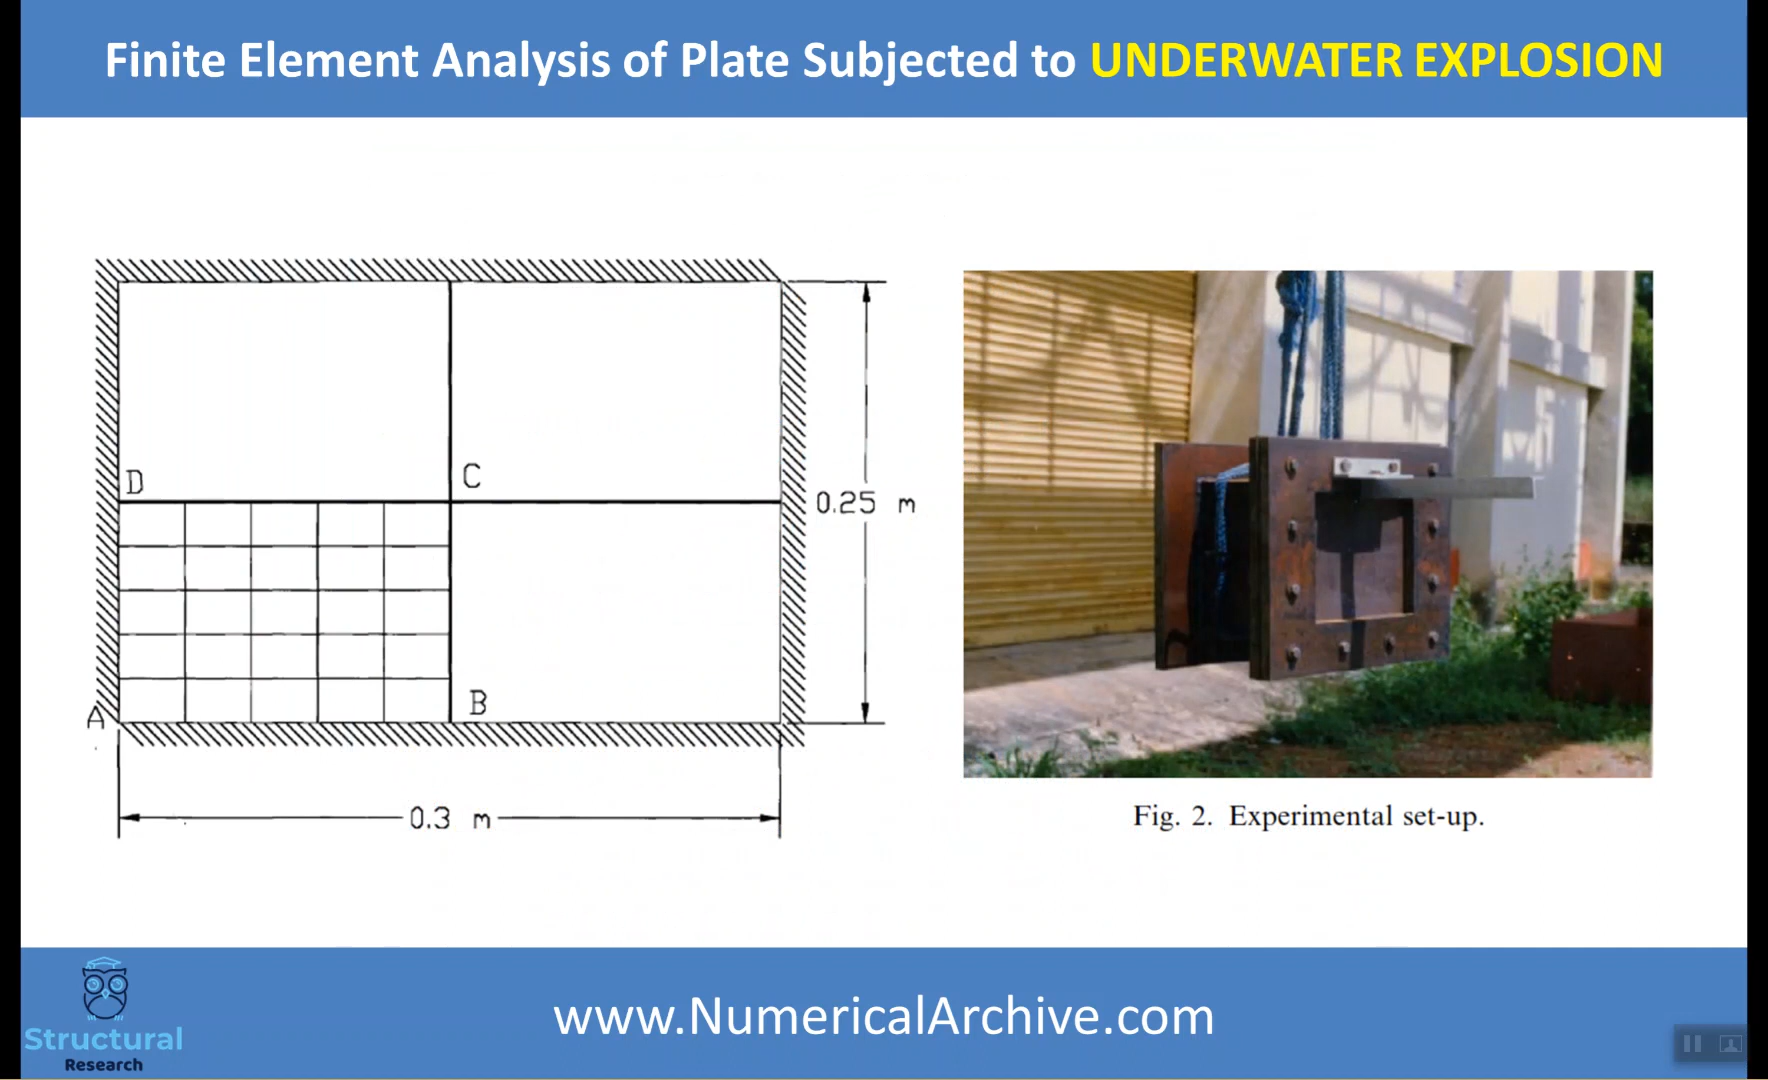 Finite Element Analysis of Plate Subjected to UNDERWATER EXPLOSION
D
C
0.25 m
A
B
0.3 m
Fig. 2. Experimental set-up.
Structural
Research
www.NumericalArchive.com